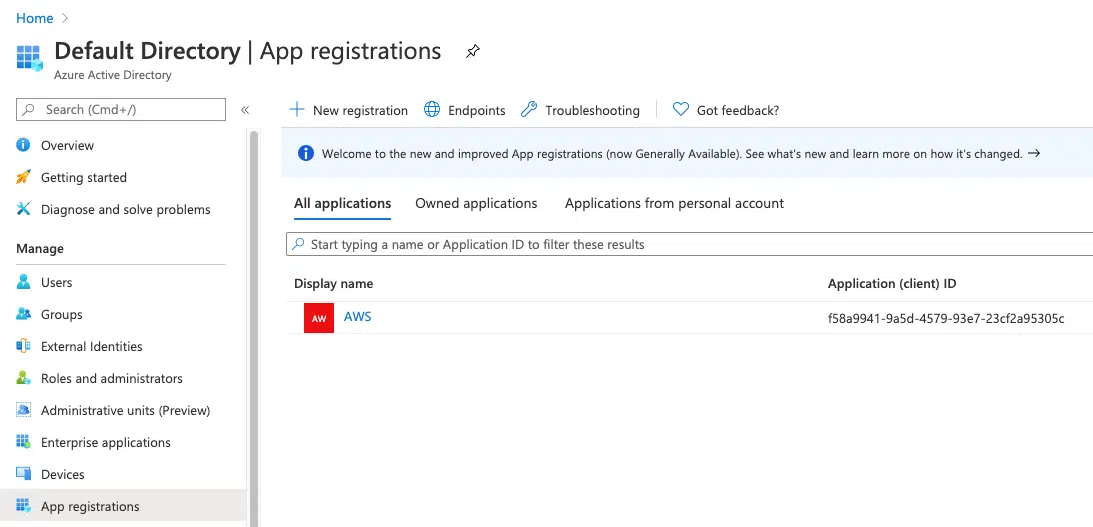 Home
Default Directory | App registrations
Azure Active Directory
Search (Cmd+/)
Overview
Getting started
Diagnose and solve problems
Manage
Users
Groups
External Identities
Roles and administrators
Administrative units (Preview)
Enterprise applications
Devices
App registrations
New registration Endpoints Troubleshooting Got feedback?
Welcome to the new and improved App registrations (now Generally Available). See what's new and learn more on how it's changed. →
All applications Owned applications Applications from personal account
Start typing a name or Application ID to filter these results
Display name Application (client) ID
AW AWS f58a9941-9a5d-4579-93e7-23cf2a95305c